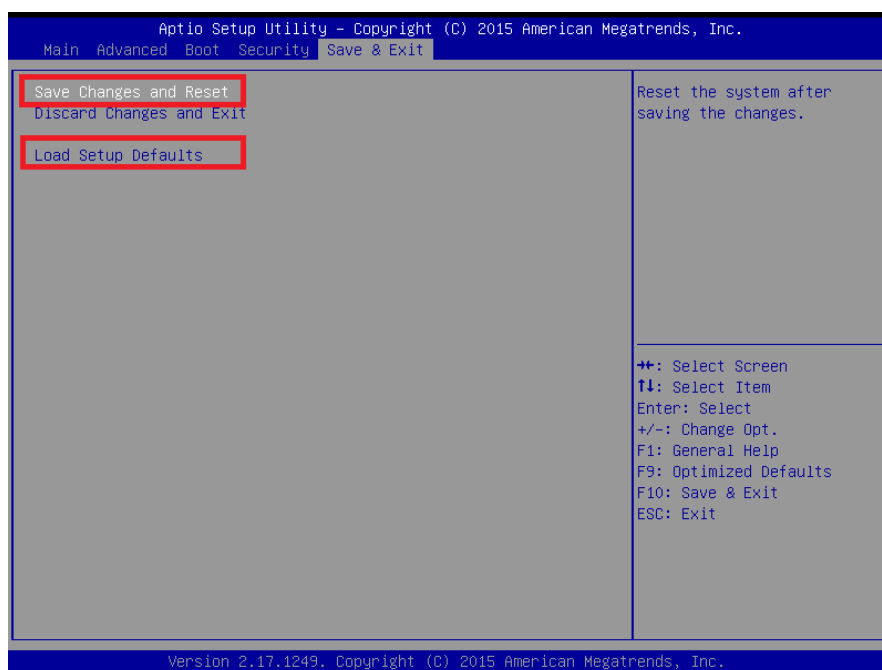 Aptio Setup Utility – Copyright (C) 2015 American Megatrends, Inc.
Main Advanced Boot Security Save & Exit
Save Changes and Reset
Discard Changes and Exit
Load Setup Defaults
Reset the system after
saving the changes.
→←: Select Screen
↑↓: Select Item
Enter: Select
+/-: Change Opt.
F1: General Help
F9: Optimized Defaults
F10: Save & Exit
ESC: Exit
Version 2.17.1249. Copyright (C) 2015 American Megatrends, Inc.